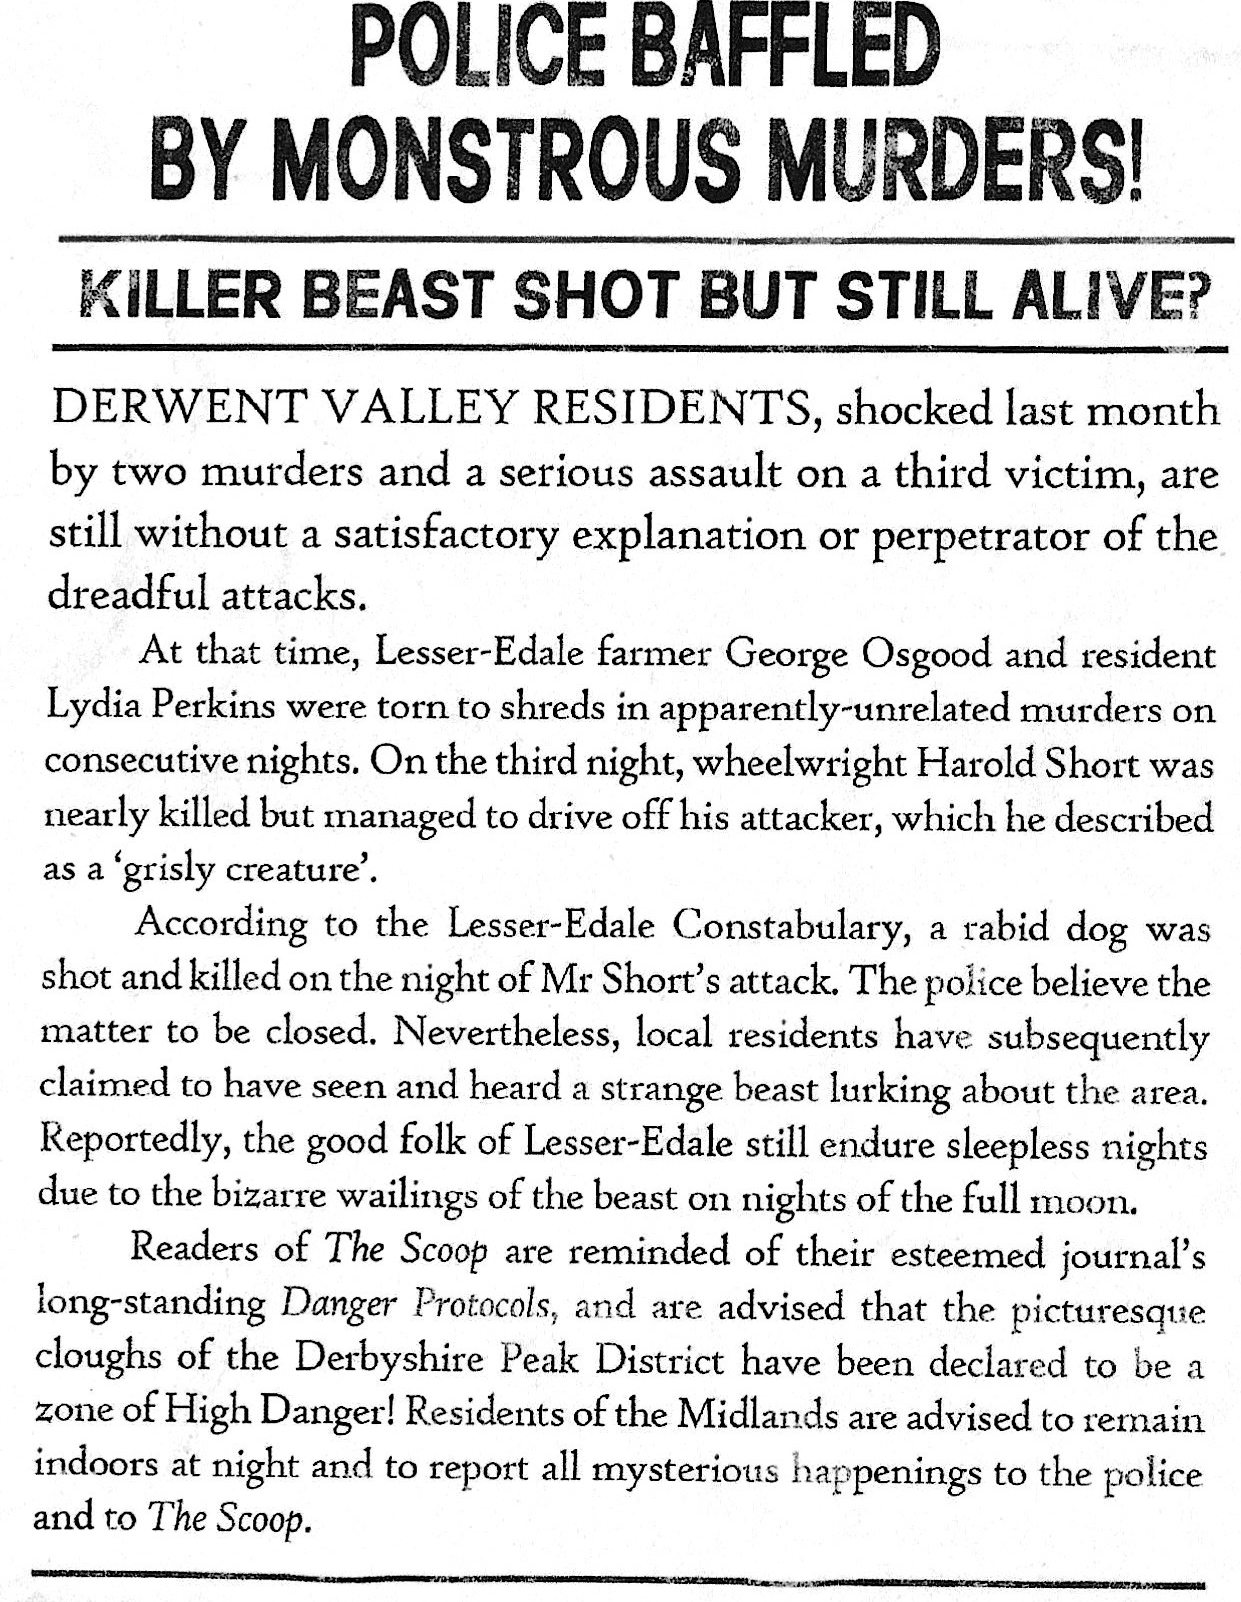 POLICE BAFFLED
BY MONSTROUS MURDERS!
KILLER BEAST SHOT BUT STILL ALIVE?
DERWENT VALLEY RESIDENTS, shocked last month
by two murders and a serious assault on a third victim, are
still without a satisfactory explanation or perpetrator of the
dreadful attacks.
At that time, Lesser-Edale farmer George Osgood and resident
Lydia Perkins were torn to shreds in apparently-unrelated murders on
consecutive nights. On the third night, wheelwright Harold Short was
nearly killed but managed to drive off his attacker, which he described
as a ‘grisly creature’.
According to the Lesser-Edale Constabulary, a rabid dog was
shot and killed on the night of Mr Short’s attack. The police believe the
matter to be closed. Nevertheless, local residents have subsequently
claimed to have seen and heard a strange beast lurking about the area.
Reportedly, the good folk of Lesser-Edale still endure sleepless nights
due to the bizarre wailings of the beast on nights of the full moon.
Readers of The Scoop are reminded of their esteemed journal’s
long-standing Danger Protocols, and are advised that the picturesque
cloughs of the Derbyshire Peak District have been declared to be a
zone of High Danger! Residents of the Midlands are advised to remain
indoors at night and to report all mysterious happenings to the police
and to The Scoop.